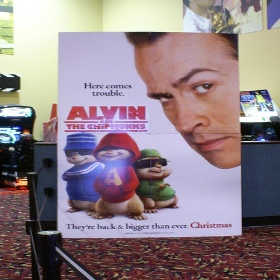 Here comes
trouble.
ALVIN
AND
THE CHIPMUNKS
A
They're back & bigger than ever. Christmas